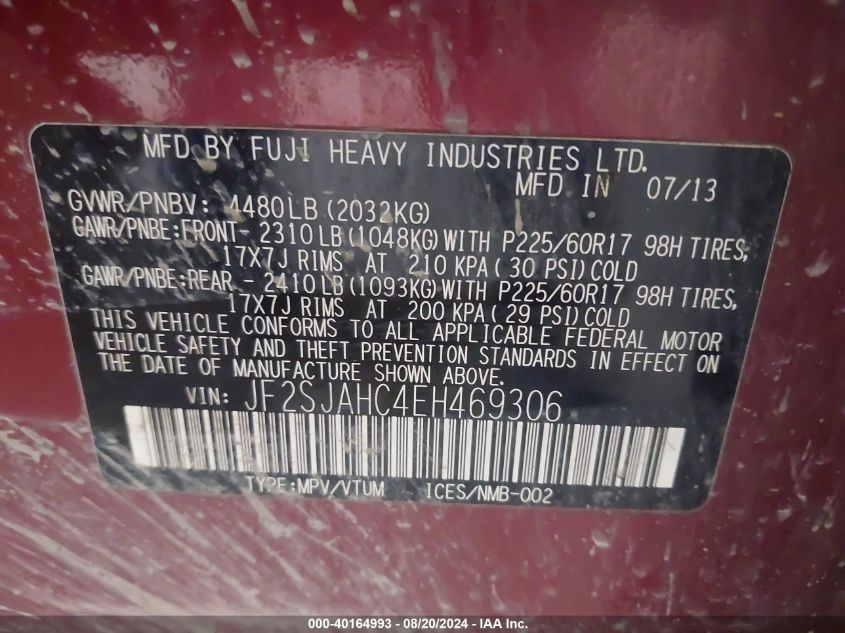 MFD BY FUJI HEAVY INDUSTRIES LTD.
MFD IN 07/13
GVWR/PNBV: 4480LB (2032KG)
GAWR/PNBE:FRONT- 2310LB(1048KG)WITH P225/60R17 98H TIRES,
17X7J RIMS AT 210 KPA(30 PSI)COLD
GAWR/PNBE:REAR - 2410LB(1093KG)WITH P225/60R17 98H TIRES,
17X7J RIMS AT 200 KPA(29 PSI)COLD
THIS VEHICLE CONFORMS TO ALL APPLICABLE FEDERAL MOTOR
VEHICLE SAFETY AND THEFT PREVENTION STANDARDS IN EFFECT ON
THE DATE OF MANUFACTURE SHOWN ABOVE.
VIN: JF2SJAHC4EH469306
TYPE:MPV/VTUM ICES/NMB-002
000-40164993 - 08/20/2024 - IAA Inc.